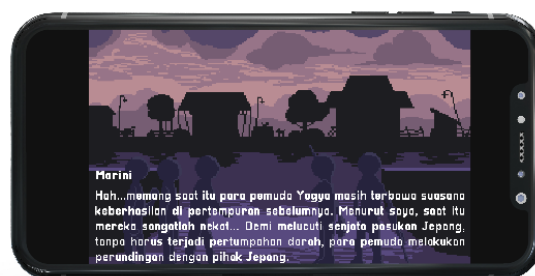 Marini
Hah...memang saat itu para pemuda Yogya masih terbawa suasana
keberhasilan di pertempuran sebelumnya. Menurut saya, saat itu
mereka sangatlah nekat... Demi melucuti senjata pasukan Jepang,
tanpa harus terjadi pertumpahan darah, para pemuda melakukan
perundingan dengan pihak Jepang.